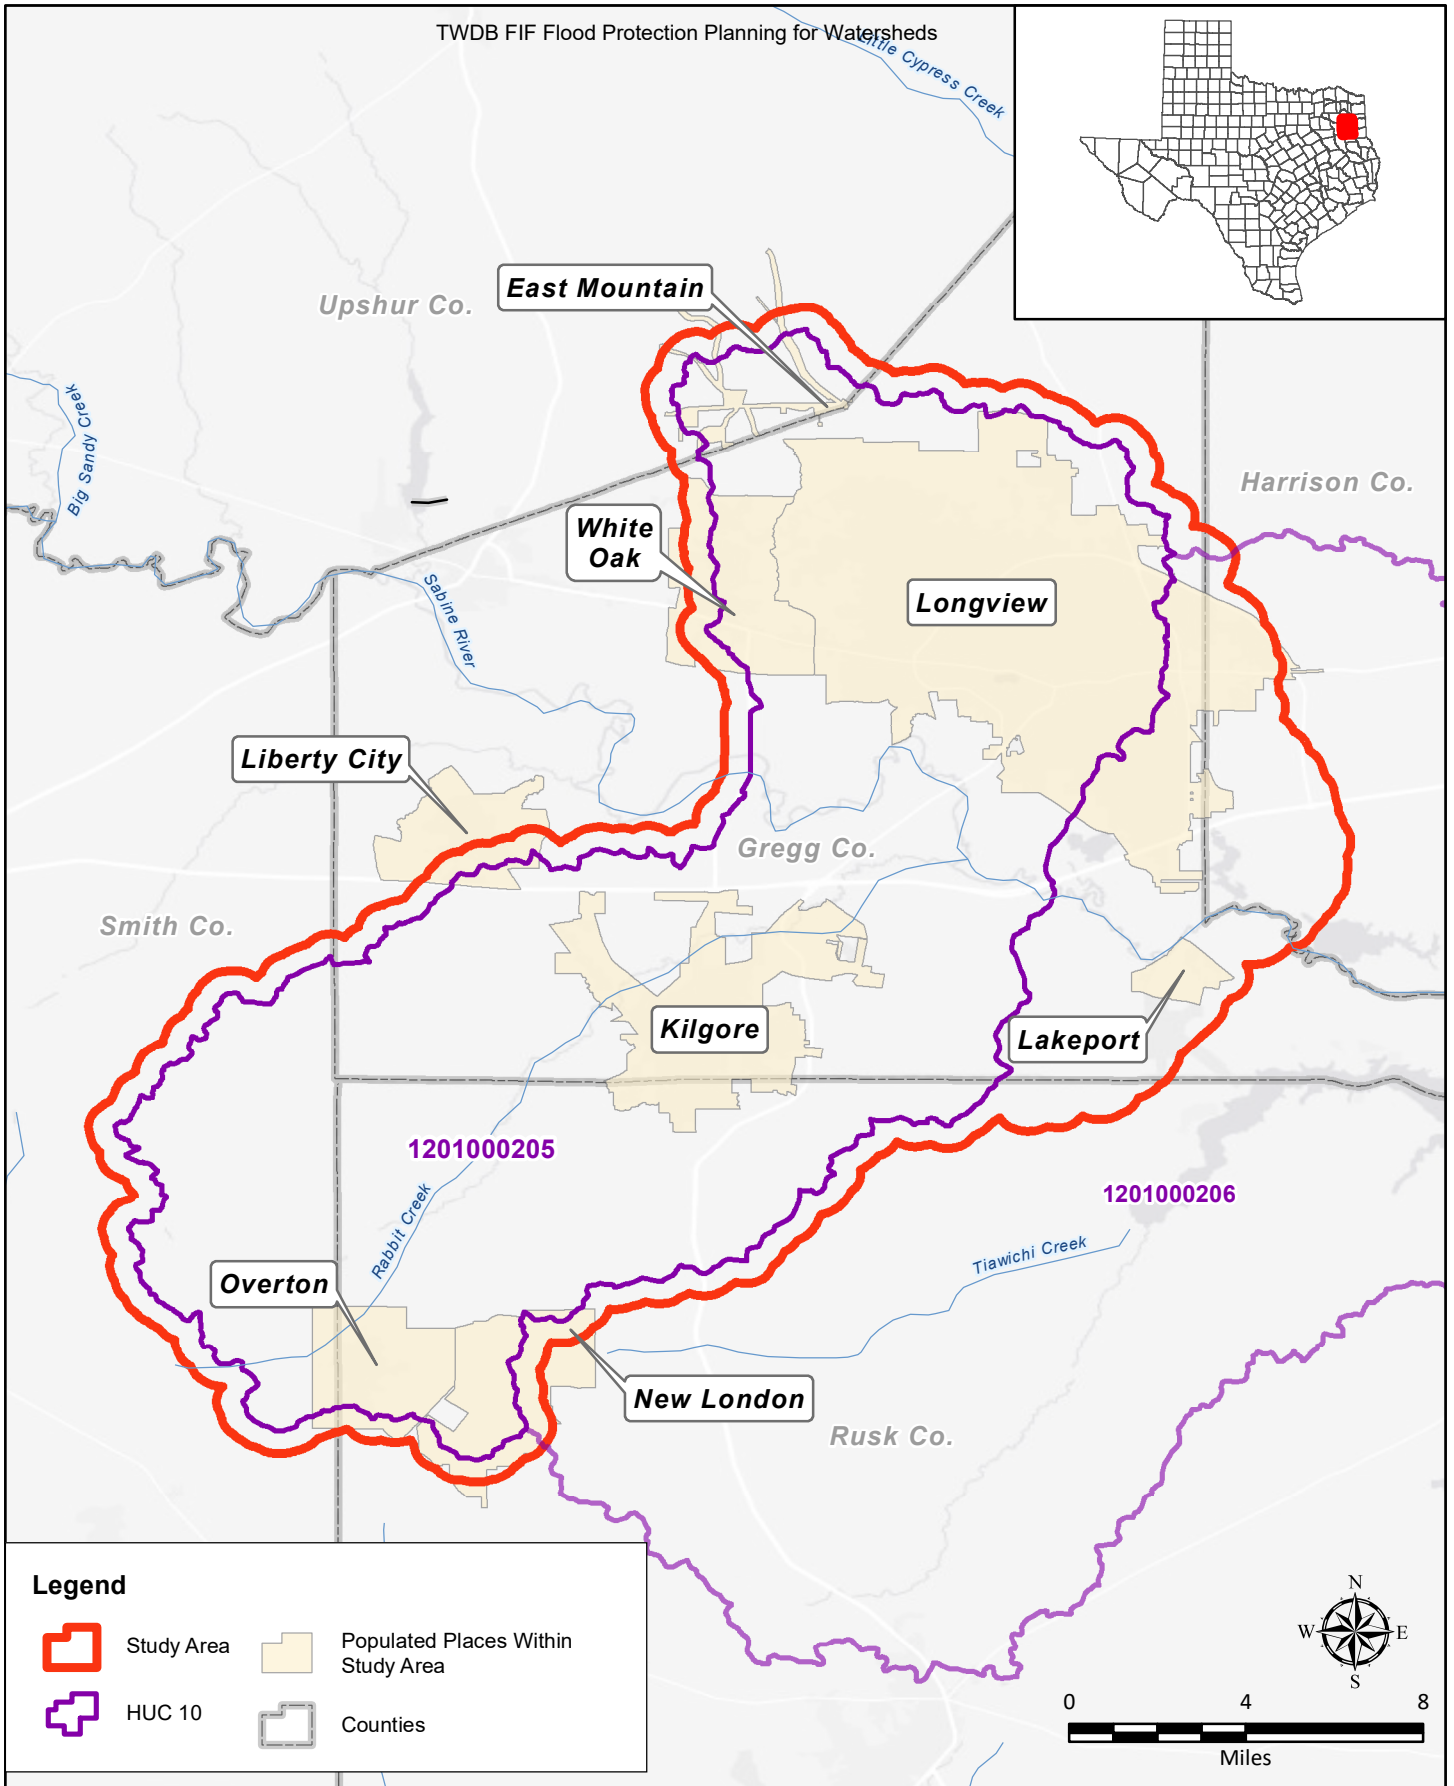 TWDB FIF Flood Protection Planning for Watersheds
Little Cypress Creek
East Mountain
Upshur Co.
Big Sandy Creek
Harrison Co.
White
Oak
Longview
Sabine River
Liberty City
Gregg Co.
Smith Co.
Kilgore
Lakeport
1201000205
1201000206
Rabbit Creek
Tiawichi Creek
Overton
New London
Rusk Co.
Legend
Study Area
Populated Places Within
Study Area
HUC 10
Counties
N
W E
S
0 4 8
Miles